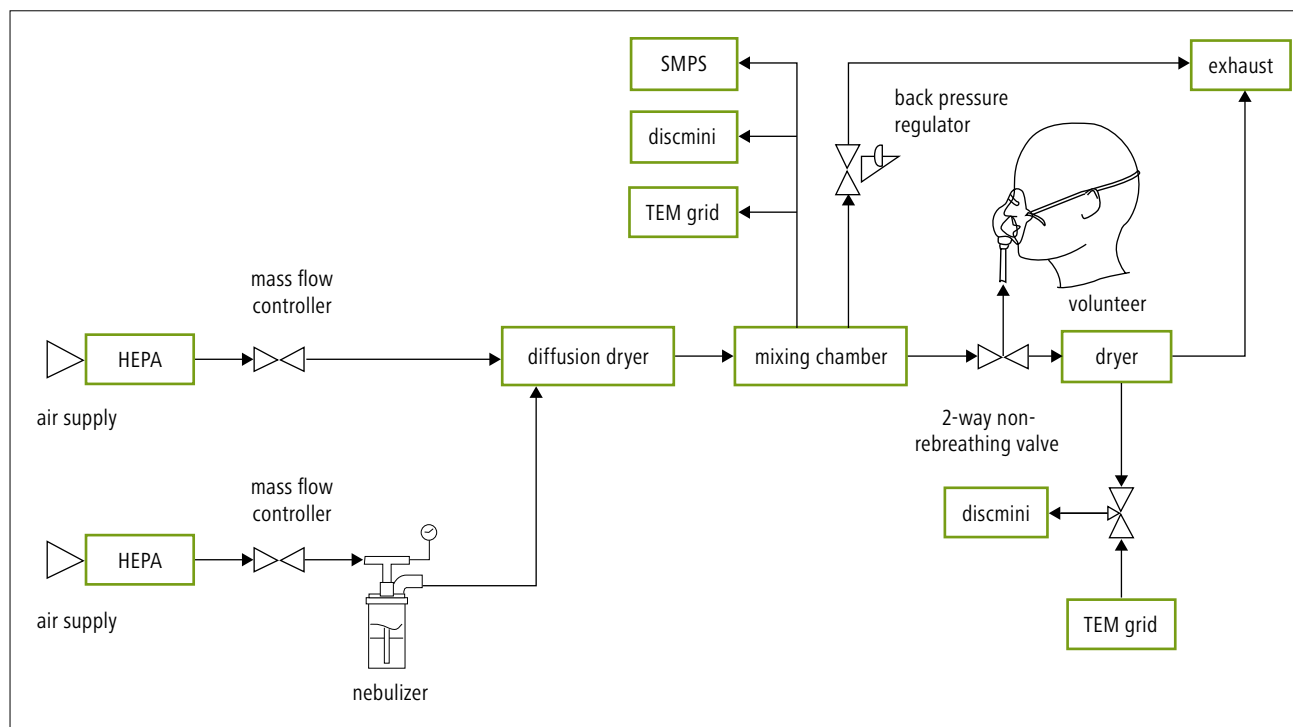 SMPS
exhaust
back pressure
regulator
discmini
TEM grid
mass flow
controller
volunteer
HEPA
diffusion dryer
mixing chamber
dryer
air supply
2-way non-
rebreathing valve
mass flow
controller
discmini
HEPA
air supply
TEM grid
nebulizer